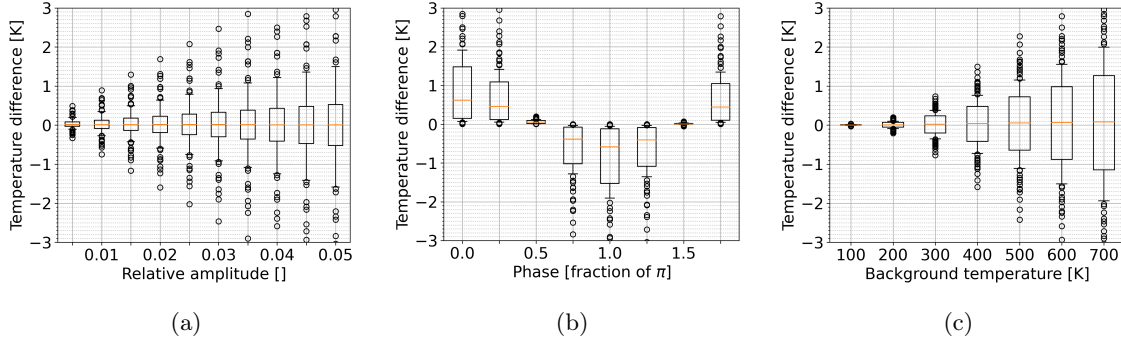 3
2
1
0
−1
−2
−3
Temperature difference [K]
0.01 0.02 0.03 0.04 0.05
Relative amplitude []
(a)
3
2
1
0
−1
−2
−3
Temperature difference [K]
0.0 0.5 1.0 1.5
Phase [fraction of π]
(b)
3
2
1
0
−1
−2
−3
Temperature difference [K]
100 200 300 400 500 600 700
Background temperature [K]
(c)